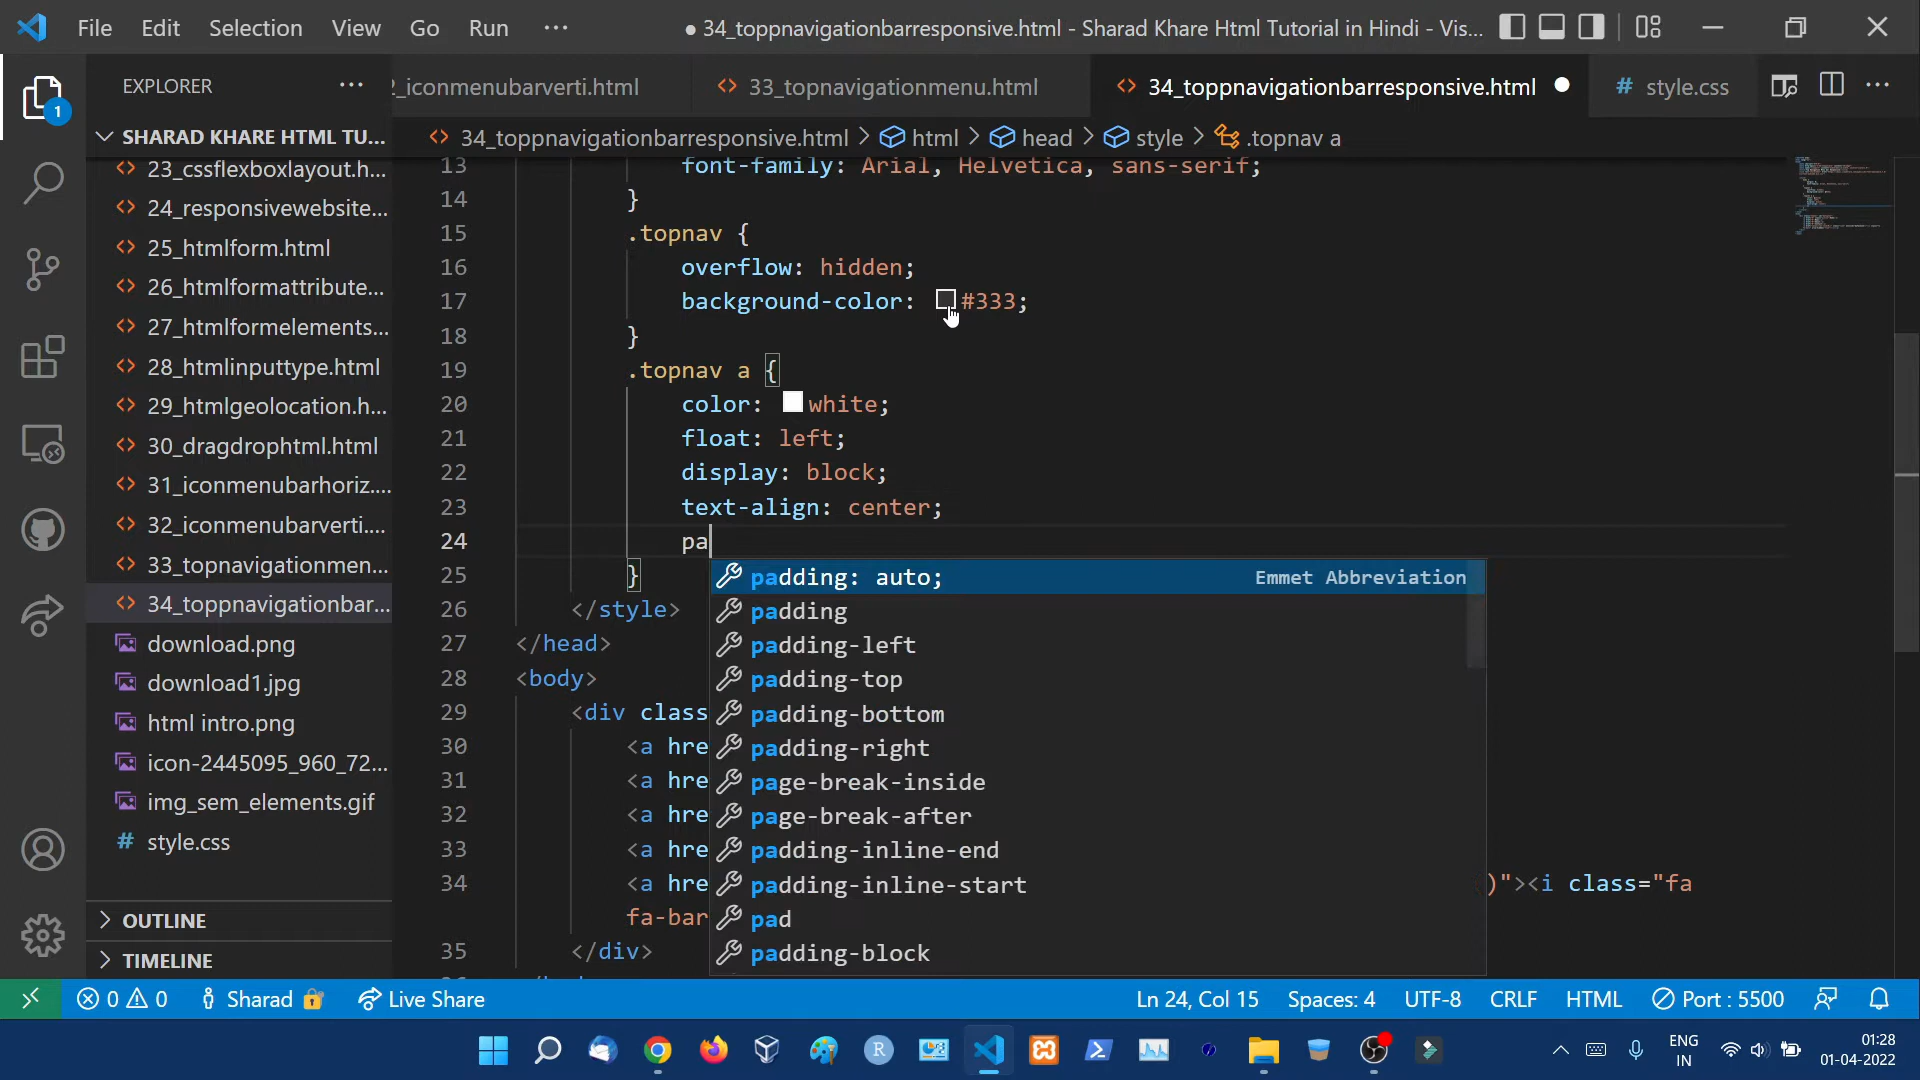 File Edit Selection View Go Run ···
● 34_toppnavigationbarresponsive.html - Sharad Khare Html Tutorial in Hindi - Vis...
EXPLORER ···
2_iconmenubarverti.html
33_topnavigationmenu.html
34_toppnavigationbarresponsive.html ●
# style.css
34_toppnavigationbarresponsive.html > html > head > style > .topnav a
1
SHARAD KHARE HTML TU...
23_cssflexboxlayout.h...
24_responsivewebsite...
25_htmlform.html
26_htmlformattribute...
27_htmlformelements...
28_htmlinputtype.html
29_htmlgeolocation.h...
30_dragdrophtml.html
31_iconmenubarhoriz....
32_iconmenubarverti....
33_topnavigationmen...
34_toppnavigationbar...
download.png
download1.jpg
html intro.png
icon-2445095_960_72...
img_sem_elements.gif
# style.css
OUTLINE
TIMELINE
13 font-family: Arial, Helvetica, sans-serif;
14 }
15 .topnav {
16 overflow: hidden;
17 background-color: #333;
18 }
19 .topnav a {
20 color: white;
21 float: left;
22 display: block;
23 text-align: center;
24 pa
25 }
26 </style>
27 </head>
28 <body>
29 <div class
30 <a hre
31 <a hre
32 <a hre
33 <a hre
34 <a hre )"><i class="fa
fa-bar
35 </div>
padding: auto; Emmet Abbreviation
padding
padding-left
padding-top
padding-bottom
padding-right
page-break-inside
page-break-after
padding-inline-end
padding-inline-start
pad
padding-block
0 0 Sharad Live Share Ln 24, Col 15 Spaces: 4 UTF-8 CRLF HTML Port : 5500
R
ENG
IN
01:28
01-04-2022